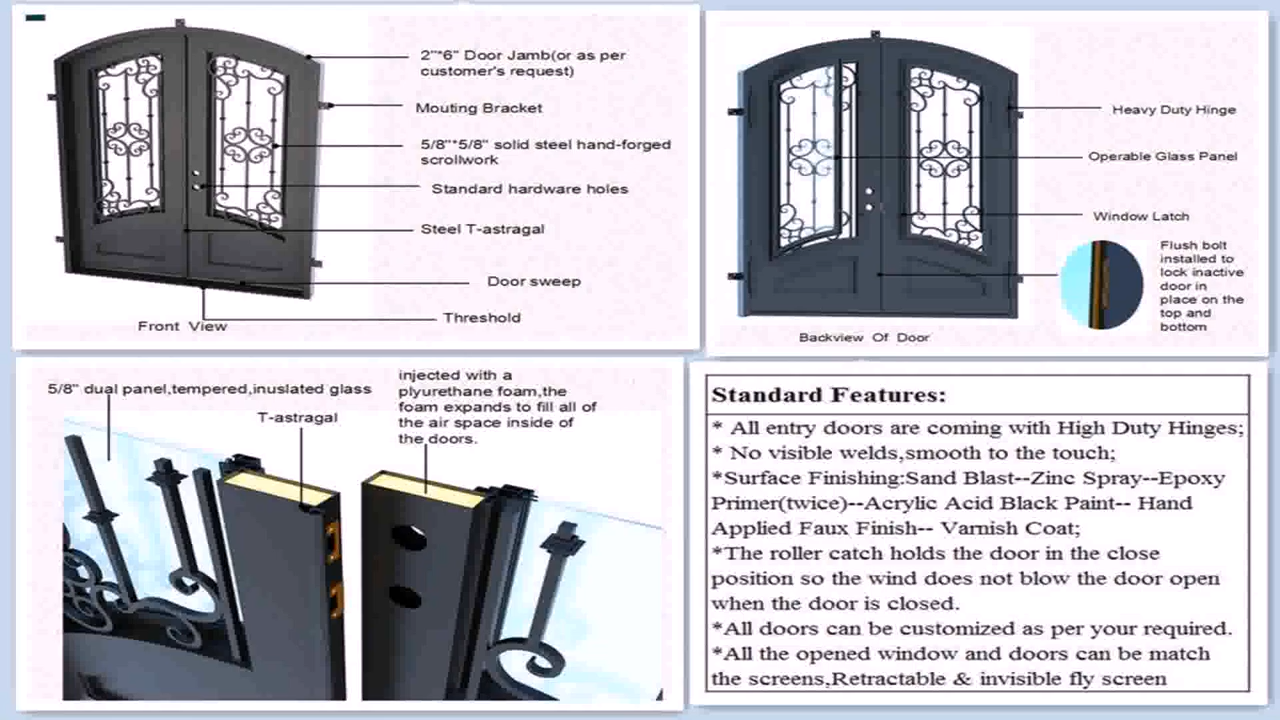 2"*6" Door Jamb(or as per
customer's request)
Mouting Bracket
5/8"*5/8" solid steel hand-forged
scrollwork
Standard hardware holes
Steel T-astragal
Door sweep
Threshold
Front View
Heavy Duty Hinge
Operable Glass Panel
Window Latch
Flush bolt
installed to
lock inactive
door in
place on the
top and
bottom
Backview Of Door
5/8" dual panel,tempered,inuslated glass
T-astragal
injected with a
plyurethane foam,the
foam expands to fill all of
the air space inside of
the doors.
Standard Features:
* All entry doors are coming with High Duty Hinges;
* No visible welds,smooth to the touch;
*Surface Finishing:Sand Blast--Zinc Spray--Epoxy
Primer(twice)--Acrylic Acid Black Paint-- Hand
Applied Faux Finish-- Varnish Coat;
*The roller catch holds the door in the close
position so the wind does not blow the door open
when the door is closed.
*All doors can be customized as per your required.
*All the opened window and doors can be match
the screens,Retractable & invisible fly screen